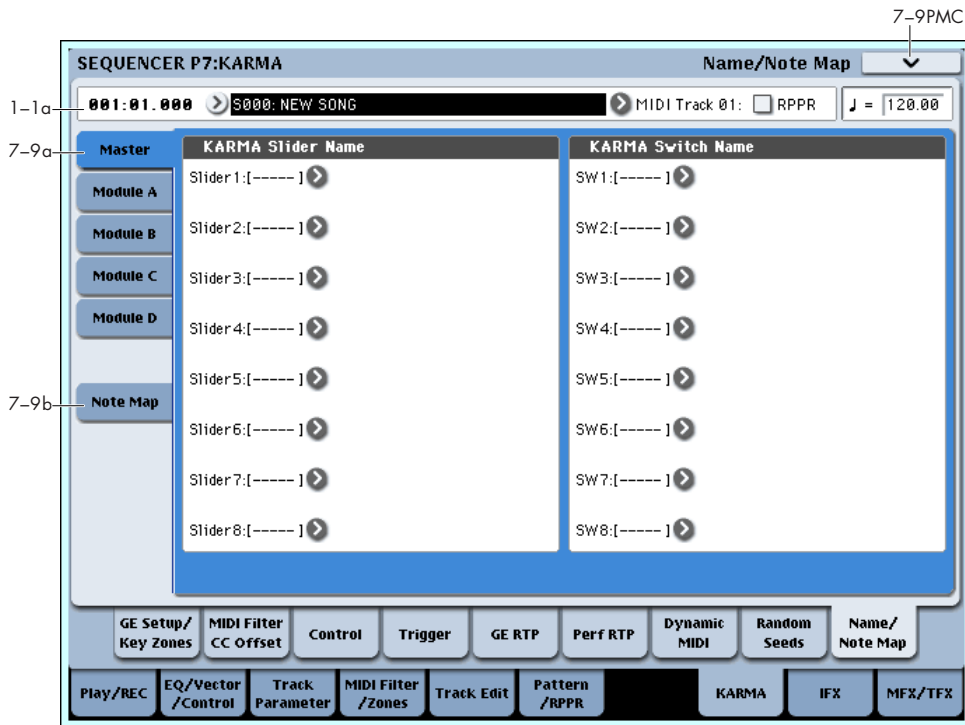 7–9PMC
SEQUENCER P7:KARMA Name/Note Map
1–1a 001:01.000 S000: NEW SONG MIDI Track 01: RPPR ♩ = 120.00
7–9a Master
Module A
Module B
Module C
Module D
7–9b Note Map
KARMA Slider Name
Slider1:[----- ]
Slider2:[----- ]
Slider3:[----- ]
Slider4:[----- ]
Slider5:[----- ]
Slider6:[----- ]
Slider7:[----- ]
Slider8:[----- ]
KARMA Switch Name
SW1:[----- ]
SW2:[----- ]
SW3:[----- ]
SW4:[----- ]
SW5:[----- ]
SW6:[----- ]
SW7:[----- ]
SW8:[----- ]
GE Setup/
Key Zones
MIDI Filter
CC Offset
Control
Trigger
GE RTP
Perf RTP
Dynamic
MIDI
Random
Seeds
Name/
Note Map
Play/REC
EQ/Vector
/Control
Track
Parameter
MIDI Filter
/Zones
Track Edit
Pattern
/RPPR
KARMA
IFX
MFX/TFX